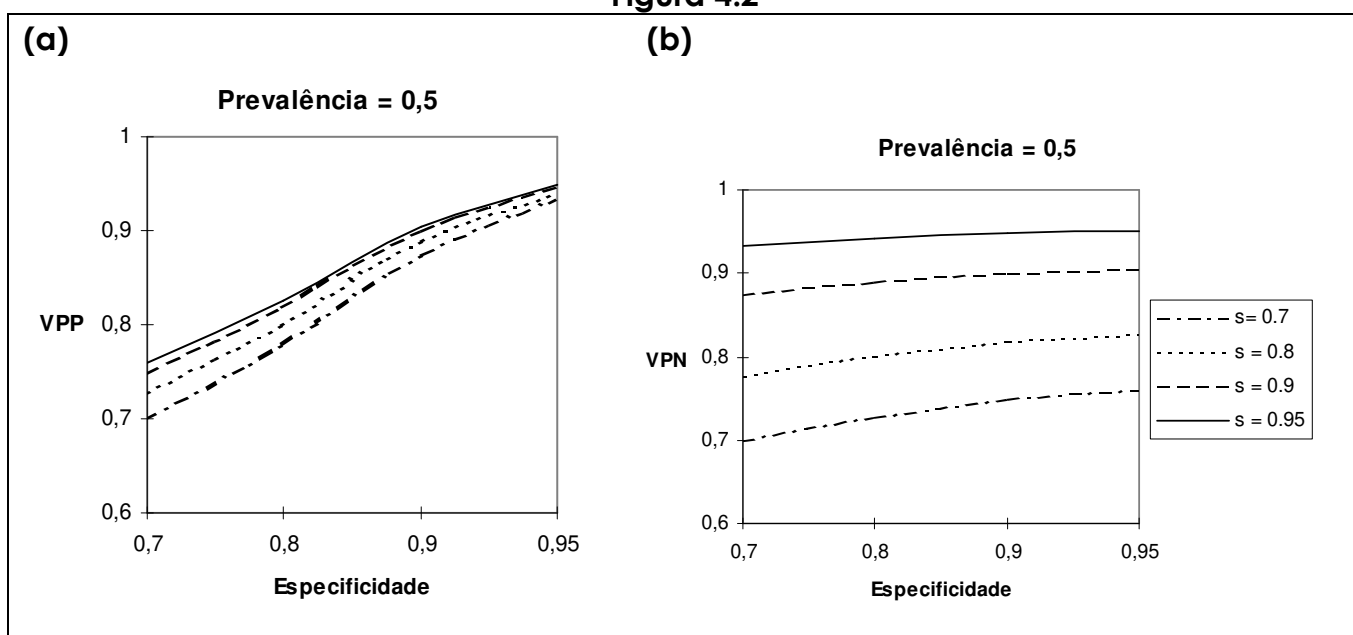 Figura 4.2
(a)
Prevalência = 0,5
1
0,9
0,8
0,7
0,6
VPP
0,7 0,8 0,9 0,95
Especificidade
(b)
Prevalência = 0,5
1
0,9
0,8
0,7
0,6
VPN
0,7 0,8 0,9 0,95
Especificidade
s= 0.7
s = 0.8
s = 0.9
s = 0.95